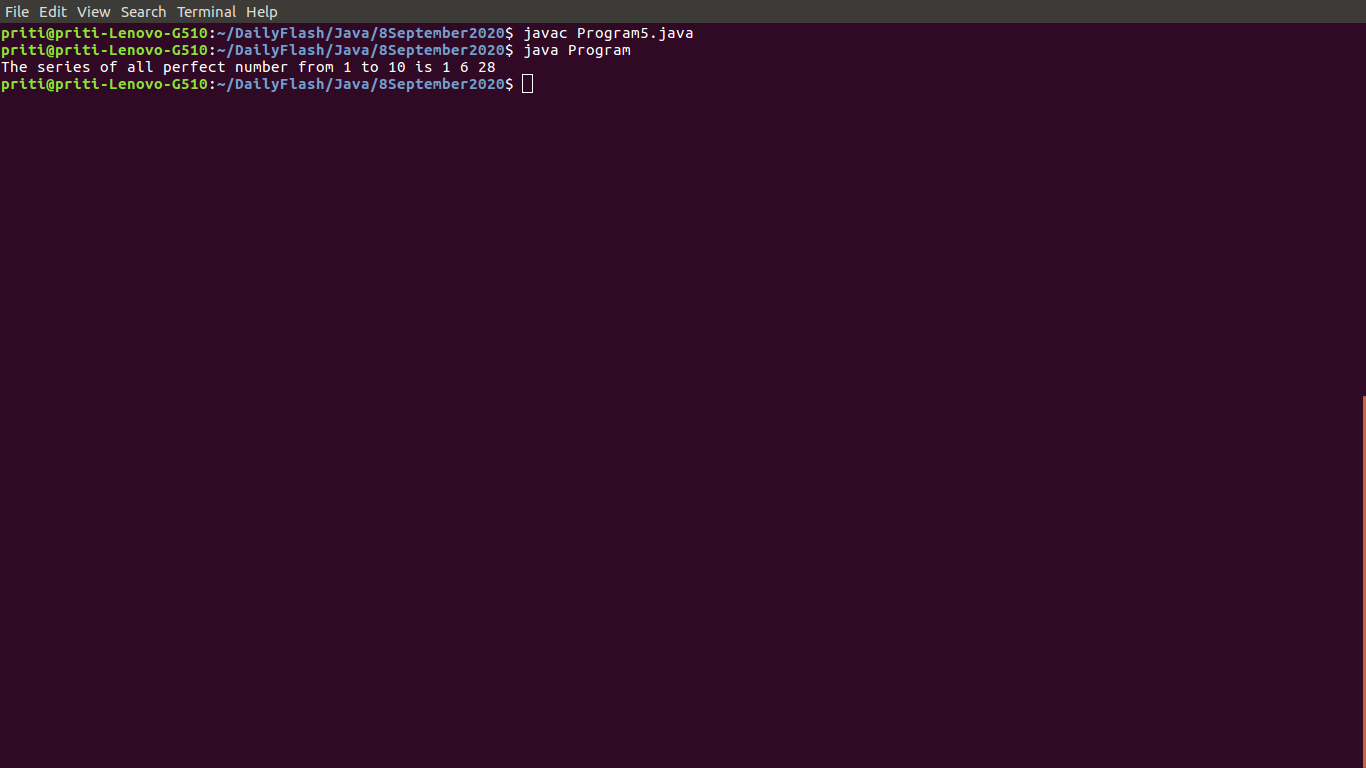 File Edit View Search Terminal Help
priti@priti-Lenovo-G510:~/DailyFlash/Java/8September2020$ javac Program5.java
priti@priti-Lenovo-G510:~/DailyFlash/Java/8September2020$ java Program
The series of all perfect number from 1 to 10 is 1 6 28
priti@priti-Lenovo-G510:~/DailyFlash/Java/8September2020$